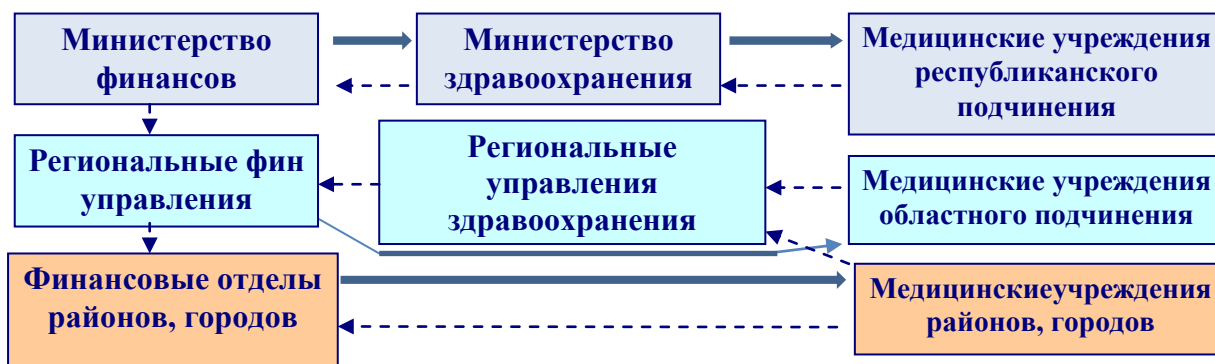 Министерство
финансов
Министерство
здравоохранения
Медицинские учреждения
республиканского
подчинения
Региональные фин
управления
Региональные
управления
здравоохранения
Медицинские учреждения
областного подчинения
Финансовые отделы
районов, городов
Медицинскиеучреждения
районов, городов